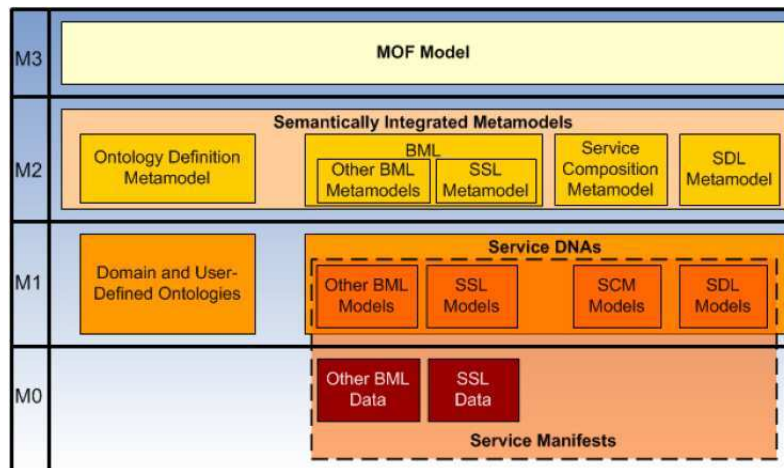 M3
MOF Model
M2
Semantically Integrated Metamodels
Ontology Definition
Metamodel
BML
Other BML
Metamodels
SSL
Metamodel
Service
Composition
Metamodel
SDL
Metamodel
M1
Domain and User-
Defined Ontologies
Service DNAs
Other BML
Models
SSL
Models
SCM
Models
SDL
Models
M0
Other BML
Data
SSL
Data
Service Manifests